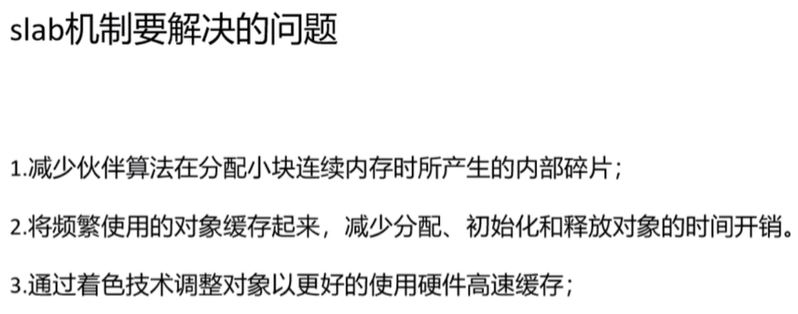 slab机制要解决的问题
1.减少伙伴算法在分配小块连续内存时所产生的内部碎片；
2.将频繁使用的对象缓存起来，减少分配、初始化和释放对象的时间开销。
3.通过着色技术调整对象以更好的使用硬件高速缓存；